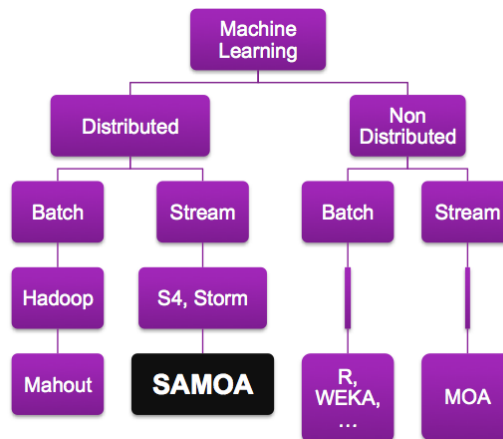 Machine
Learning
Distributed
Non
Distributed
Batch
Stream
Batch
Stream
Hadoop
S4, Storm
Mahout
SAMOA
R,
WEKA,
…
MOA